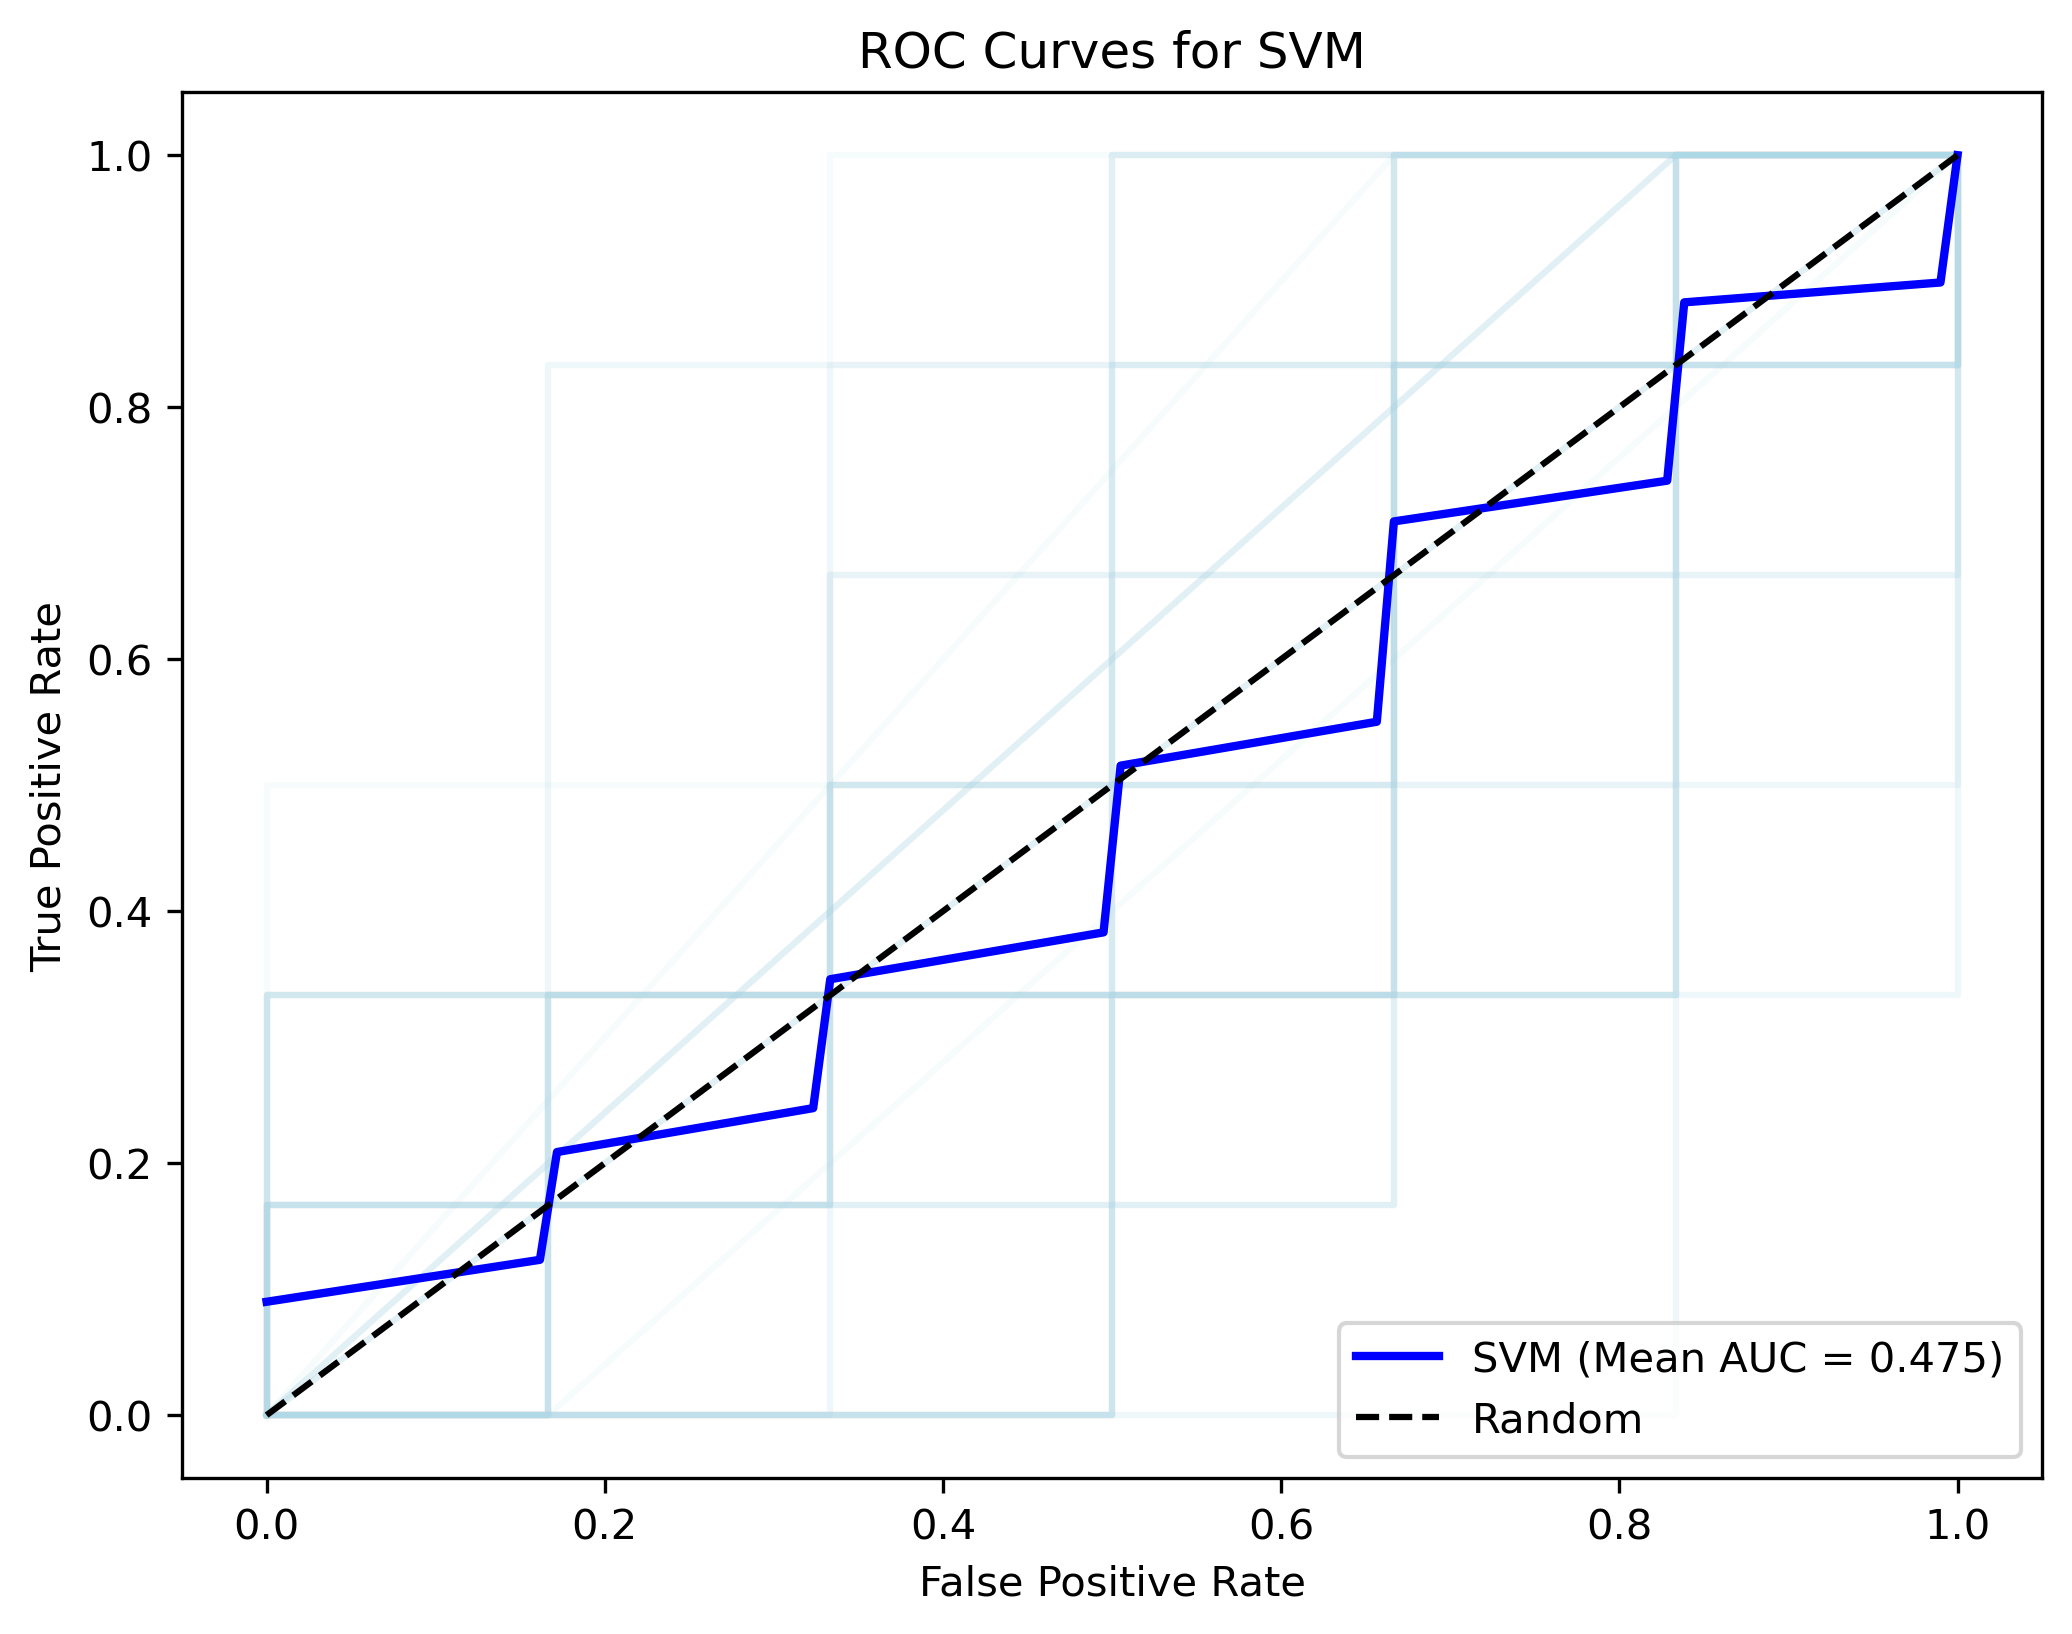 ROC Curves for SVM
1.0
0.8
0.6
0.4
0.2
0.0
True Positive Rate
SVM (Mean AUC = 0.475)
Random
0.0 0.2 0.4 0.6 0.8 1.0
False Positive Rate